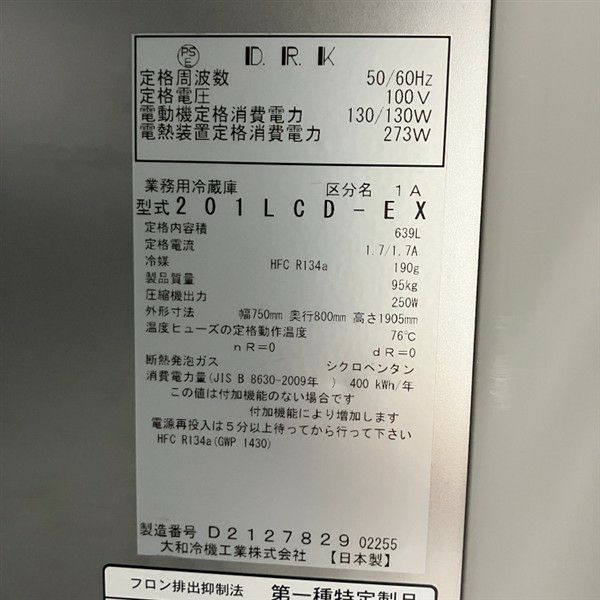 PS E D.R.K
定格周波数 50/60Hz
定格電圧 100V
電動機定格消費電力 130/130W
電熱装置定格消費電力 273W
業務用冷蔵庫 区分名 1A
型式 201LCD-EX
定格内容積 639L
定格電流 1.7/1.7A
冷媒 HFC R134a 190g
製品質量 95kg
圧縮機出力 250W
外形寸法 幅750mm 奥行800mm 高さ1905mm
温度ヒューズの定格動作温度 76℃
nR=0 dR=0
断熱発泡ガス シクロペンタン
消費電力量(JIS B 8630-2009年 ) 400 kWh/年
この値は付加機能のない場合です
付加機能により増加します
電源再投入は５分以上待ってから行って下さい
HFC R134a(GWP 1430)
製造番号 D2127829 02255
大和冷機工業株式会社 【日本製】
フロン排出抑制法 第一種特定製品